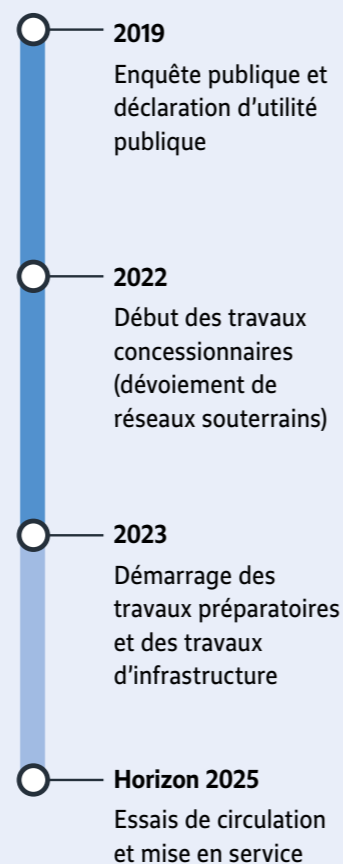 2019
Enquête publique et
déclaration d’utilité
publique
2022
Début des travaux
concessionnaires
(dévoiement de
réseaux souterrains)
2023
Démarrage des
travaux préparatoires
et des travaux
d’infrastructure
Horizon 2025
Essais de circulation
et mise en service